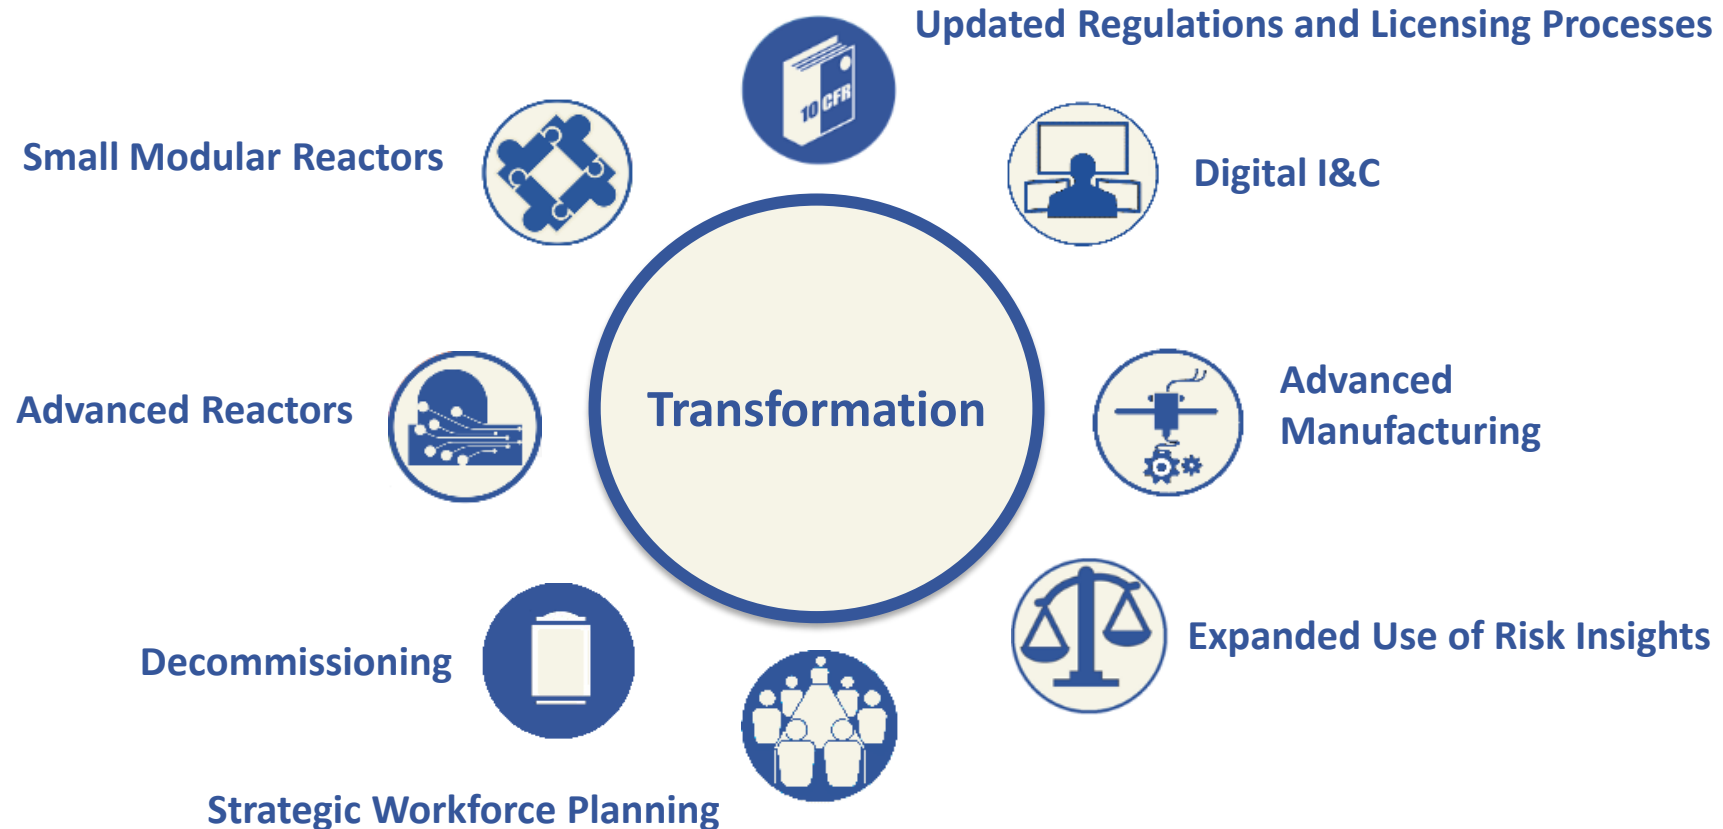 Updated Regulations and Licensing Processes
10 CFR
Small Modular Reactors
Digital I&C
Advanced Reactors
Transformation
Advanced
Manufacturing
Decommissioning
Expanded Use of Risk Insights
Strategic Workforce Planning